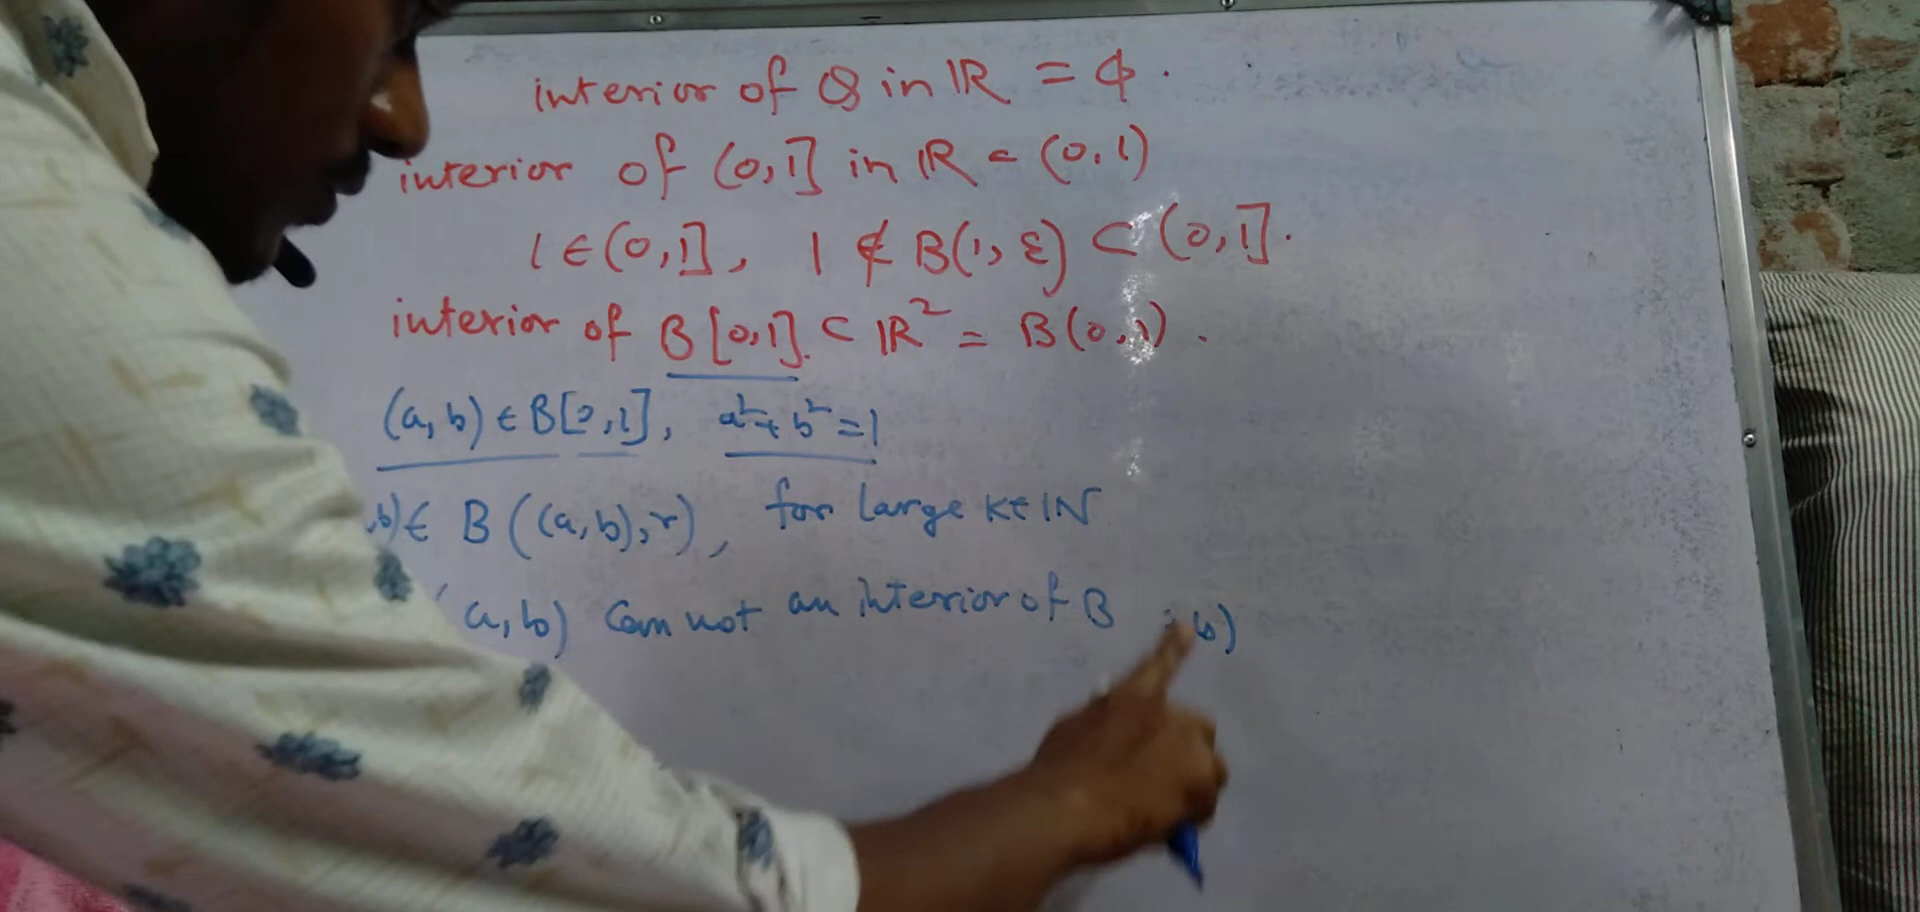 interior of Q in ℝ = ϕ.
interior of (0,1] in ℝ = (0,1)
1 ∈ (0,1], 1 ∉ B(1, ε) ⊂ (0,1].
interior of B[0,1] ⊂ ℝ² = B(0,1).
(a, b) ∈ B[0,1], a² + b² = 1
,b) ∈ B((a,b),r), for large k ∈ ℕ
(a, b) can not an interior of B b)